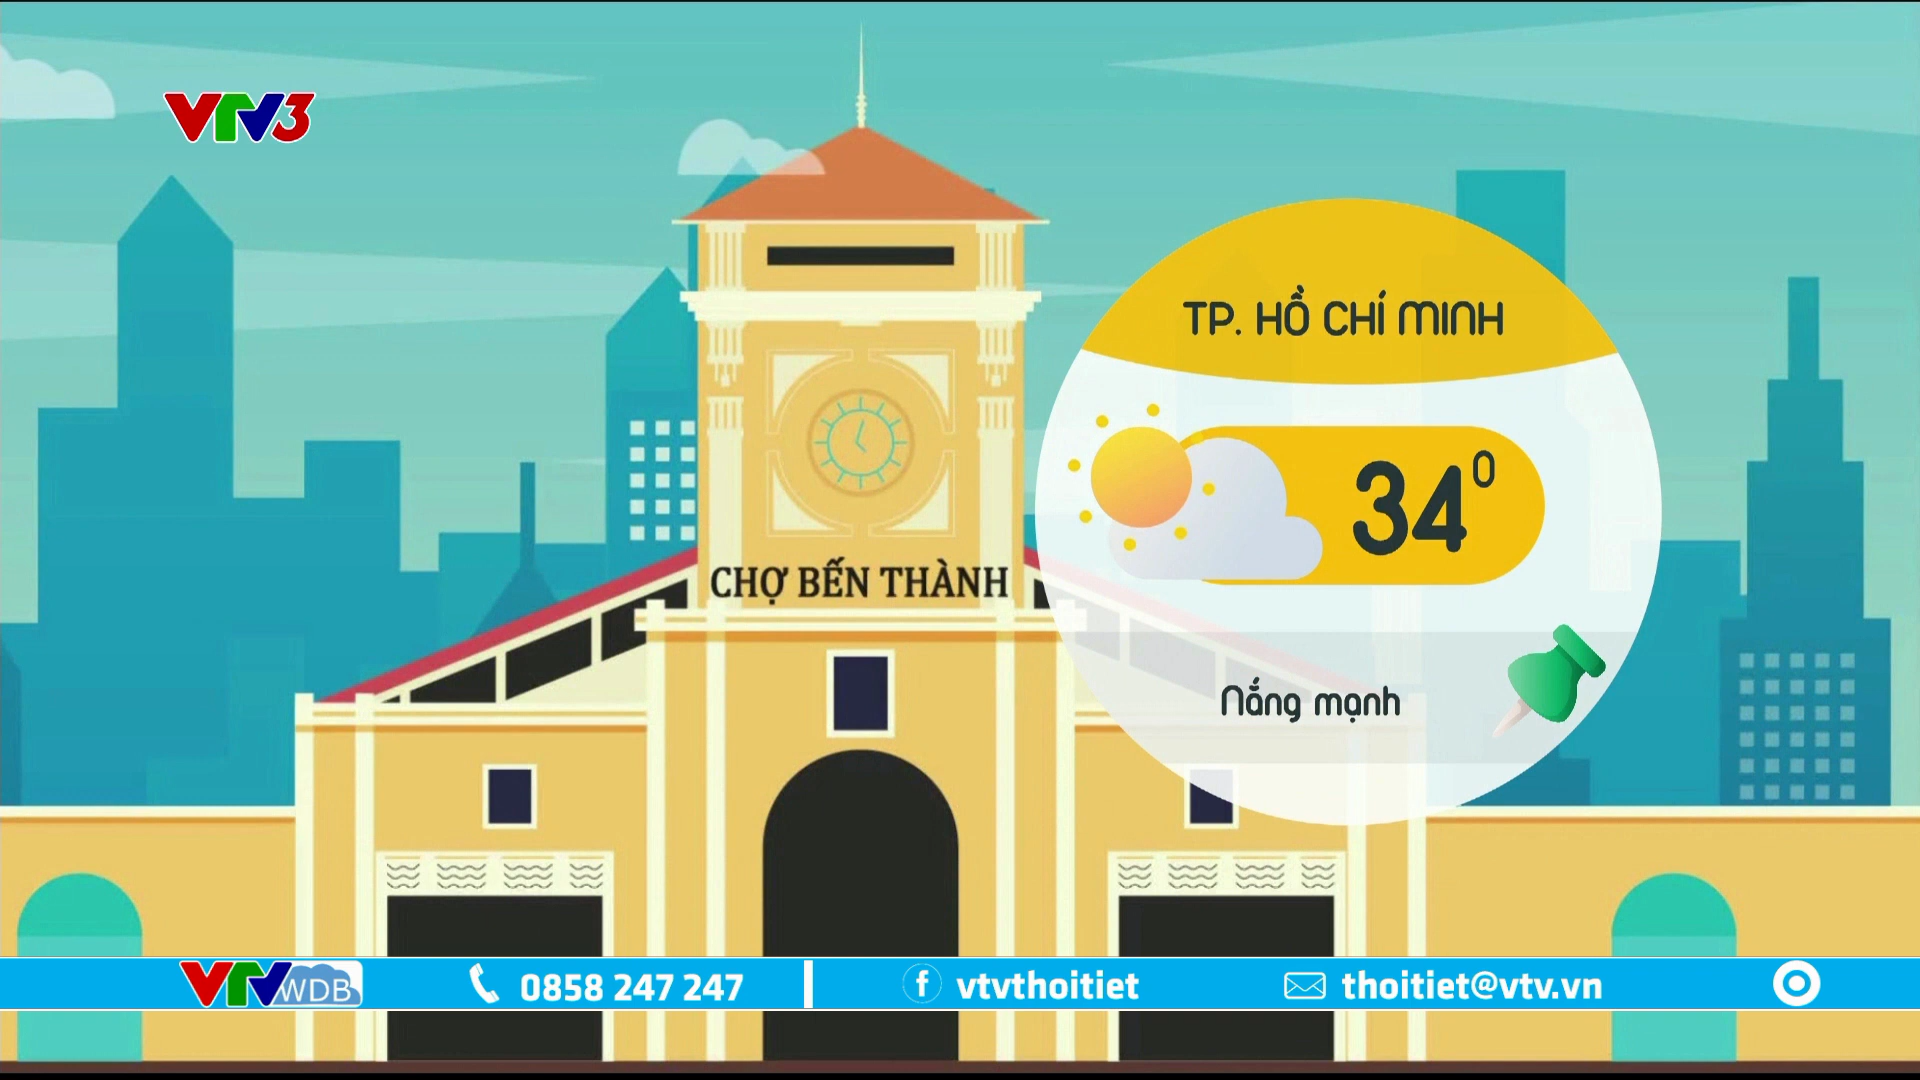 VTV3
TP. HỒ CHÍ MINH
34⁰
CHỢ BẾN THÀNH
Nắng mạnh
VTV WDB
0858 247 247
vtvthoitiet
thoitiet@vtv.vn